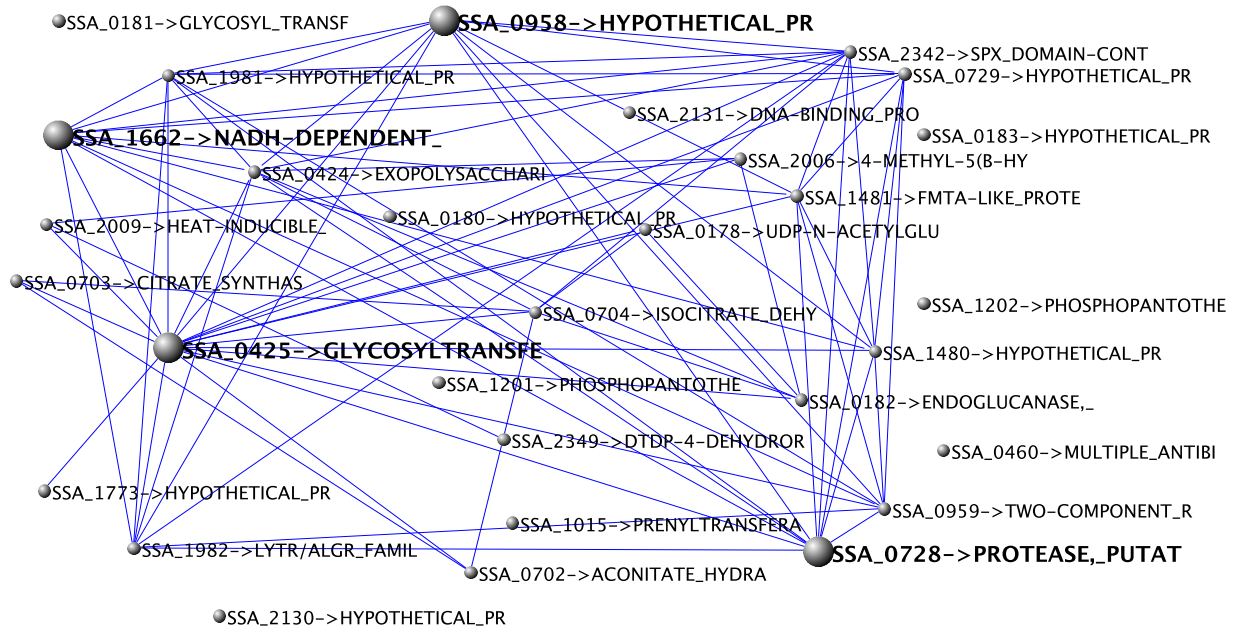 SSA_0181->GLYCOSYL_TRANSF
SSA_0958->HYPOTHETICAL_PR
SSA_2342->SPX_DOMAIN-CONT
SSA_1981->HYPOTHETICAL_PR
SSA_0729->HYPOTHETICAL_PR
SSA_2131->DNA-BINDING_PRO
SSA_1662->NADH-DEPENDENT_
SSA_0183->HYPOTHETICAL_PR
SSA_2006->4-METHYL-5(B-HY
SSA_0424->EXOPOLYSACCHARI
SSA_1481->FMTA-LIKE_PROTE
SSA_0180->HYPOTHETICAL_PR
SSA_2009->HEAT-INDUCIBLE_
SSA_0178->UDP-N-ACETYLGLU
SSA_0703->CITRATE_SYNTHAS
SSA_1202->PHOSPHOPANTOTHE
SSA_0704->ISOCITRATE_DEHY
SSA_0425->GLYCOSYLTRANSFE
SSA_1480->HYPOTHETICAL_PR
SSA_1201->PHOSPHOPANTOTHE
SSA_0182->ENDOGLUCANASE,_
SSA_2349->DTDP-4-DEHYDROR
SSA_0460->MULTIPLE_ANTIBI
SSA_1773->HYPOTHETICAL_PR
SSA_0959->TWO-COMPONENT_R
SSA_1015->PRENYLTRANSFERA
SSA_1982->LYTR/ALGR_FAMIL
SSA_0728->PROTEASE,_PUTAT
SSA_0702->ACONITATE_HYDRA
SSA_2130->HYPOTHETICAL_PR